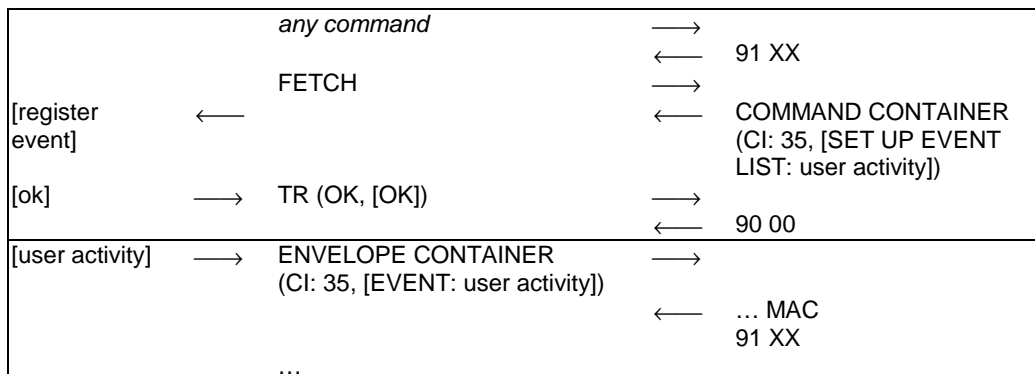 any command ⟶
⟵ 91 XX
FETCH ⟶
[register ⟵ ⟵ COMMAND CONTAINER
event] (CI: 35, [SET UP EVENT
LIST: user activity])
[ok] ⟶ TR (OK, [OK]) ⟶
⟵ 90 00
[user activity] ⟶ ENVELOPE CONTAINER ⟶
(CI: 35, [EVENT: user activity])
⟵ … MAC
91 XX
…